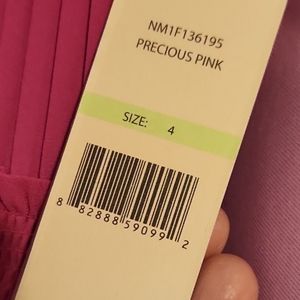 NM1F136195
PRECIOUS PINK
SIZE: 4
8 82888 59099 2